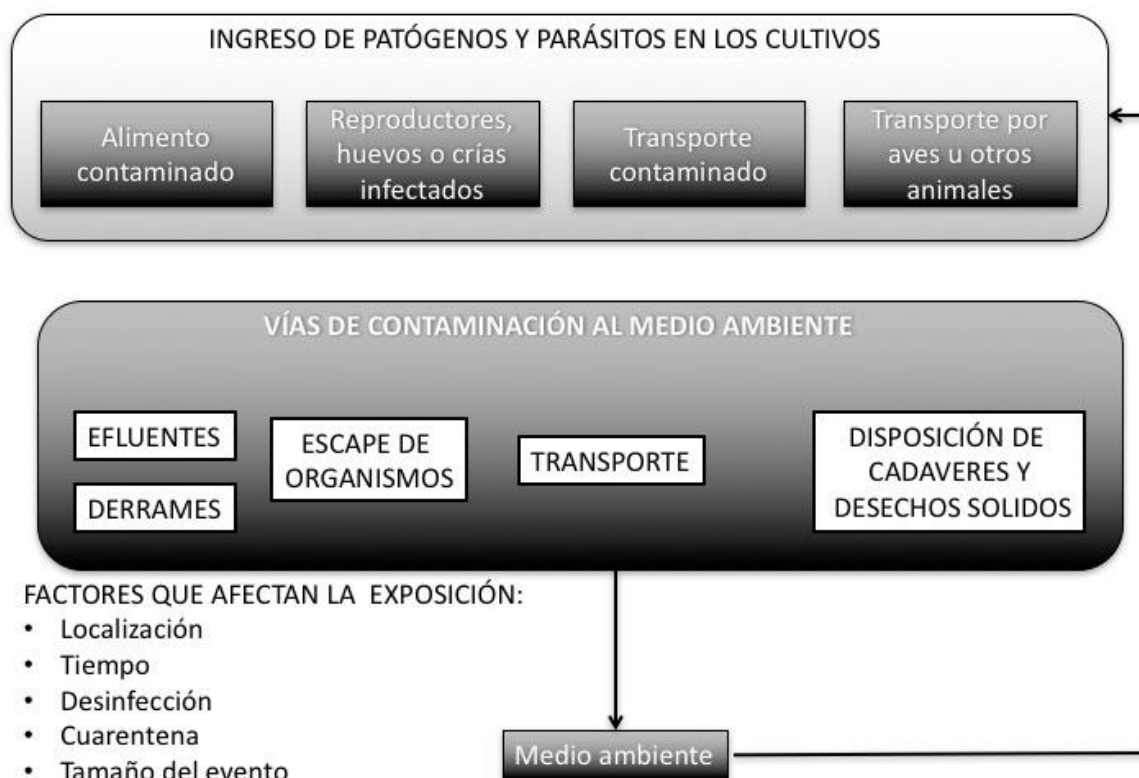 INGRESO DE PATÓGENOS Y PARÁSITOS EN LOS CULTIVOS
Alimento
contaminado
Reproductores,
huevos o crías
infectados
Transporte
contaminado
Transporte por
aves u otros
animales
VÍAS DE CONTAMINACIÓN AL MEDIO AMBIENTE
EFLUENTES
DERRAMES
ESCAPE DE
ORGANISMOS
TRANSPORTE
DISPOSICIÓN DE
CADAVERES Y
DESECHOS SOLIDOS
FACTORES QUE AFECTAN LA EXPOSICIÓN:
• Localización
• Tiempo
• Desinfección
• Cuarentena
• Tamaño del evento
Medio ambiente